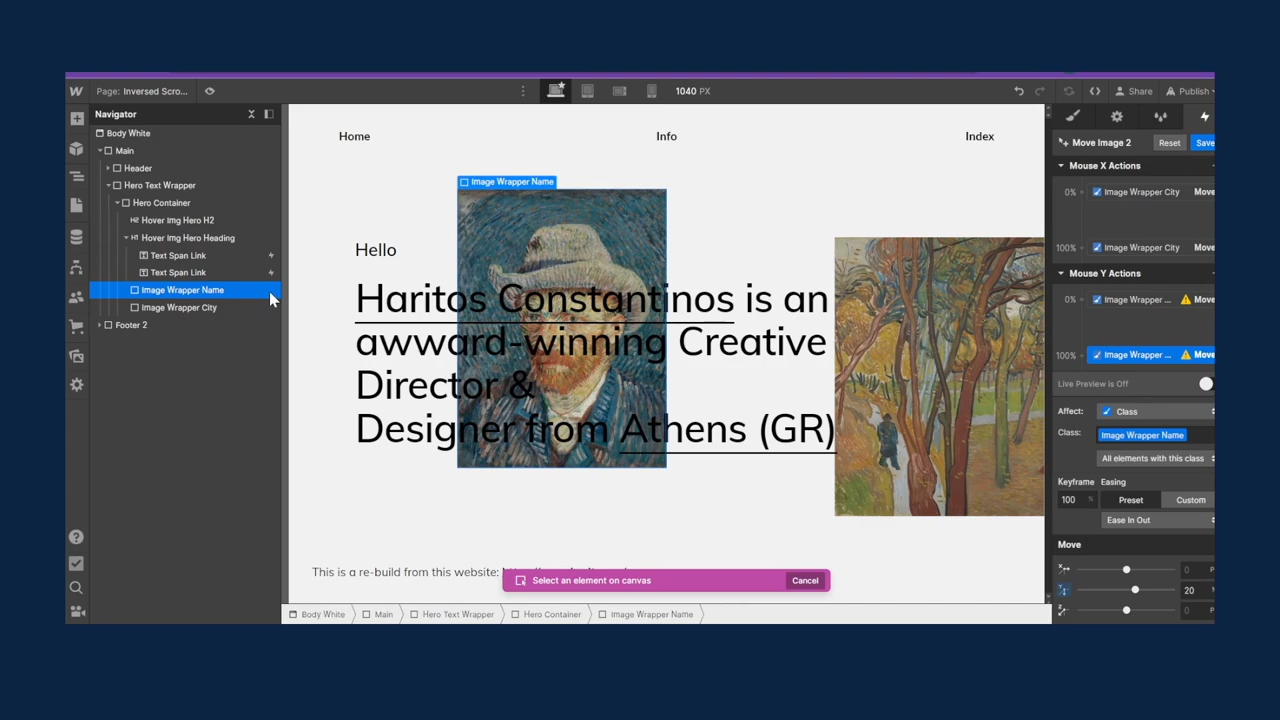 Page: Inversed Scro...
1040 PX
Share
Publish
Navigator
Body White
Main
Header
Hero Text Wrapper
Hero Container
H2 Hover Img Hero H2
H1 Hover Img Hero Heading
Text Span Link
Text Span Link
Image Wrapper Name
Image Wrapper City
Footer 2
Home
Info
Index
Image Wrapper Name
Hello
Haritos Constantinos is an
awward-winning Creative
Director &
Designer from Athens (GR)
This is a re-build from this website:
Select an element on canvas
Cancel
Body White
Main
Hero Text Wrapper
Hero Container
Image Wrapper Name
Move Image 2
Reset
Save
Mouse X Actions
0%
Image Wrapper City
Move
100%
Image Wrapper City
Move
Mouse Y Actions
0%
Image Wrapper ...
Move
100%
Image Wrapper ...
Move
Live Preview is Off
Affect:
Class
Class:
Image Wrapper Name
All elements with this class
Keyframe
Easing
100 %
Preset
Custom
Ease In Out
Move
X
0 P
Y
20
Z
0 P